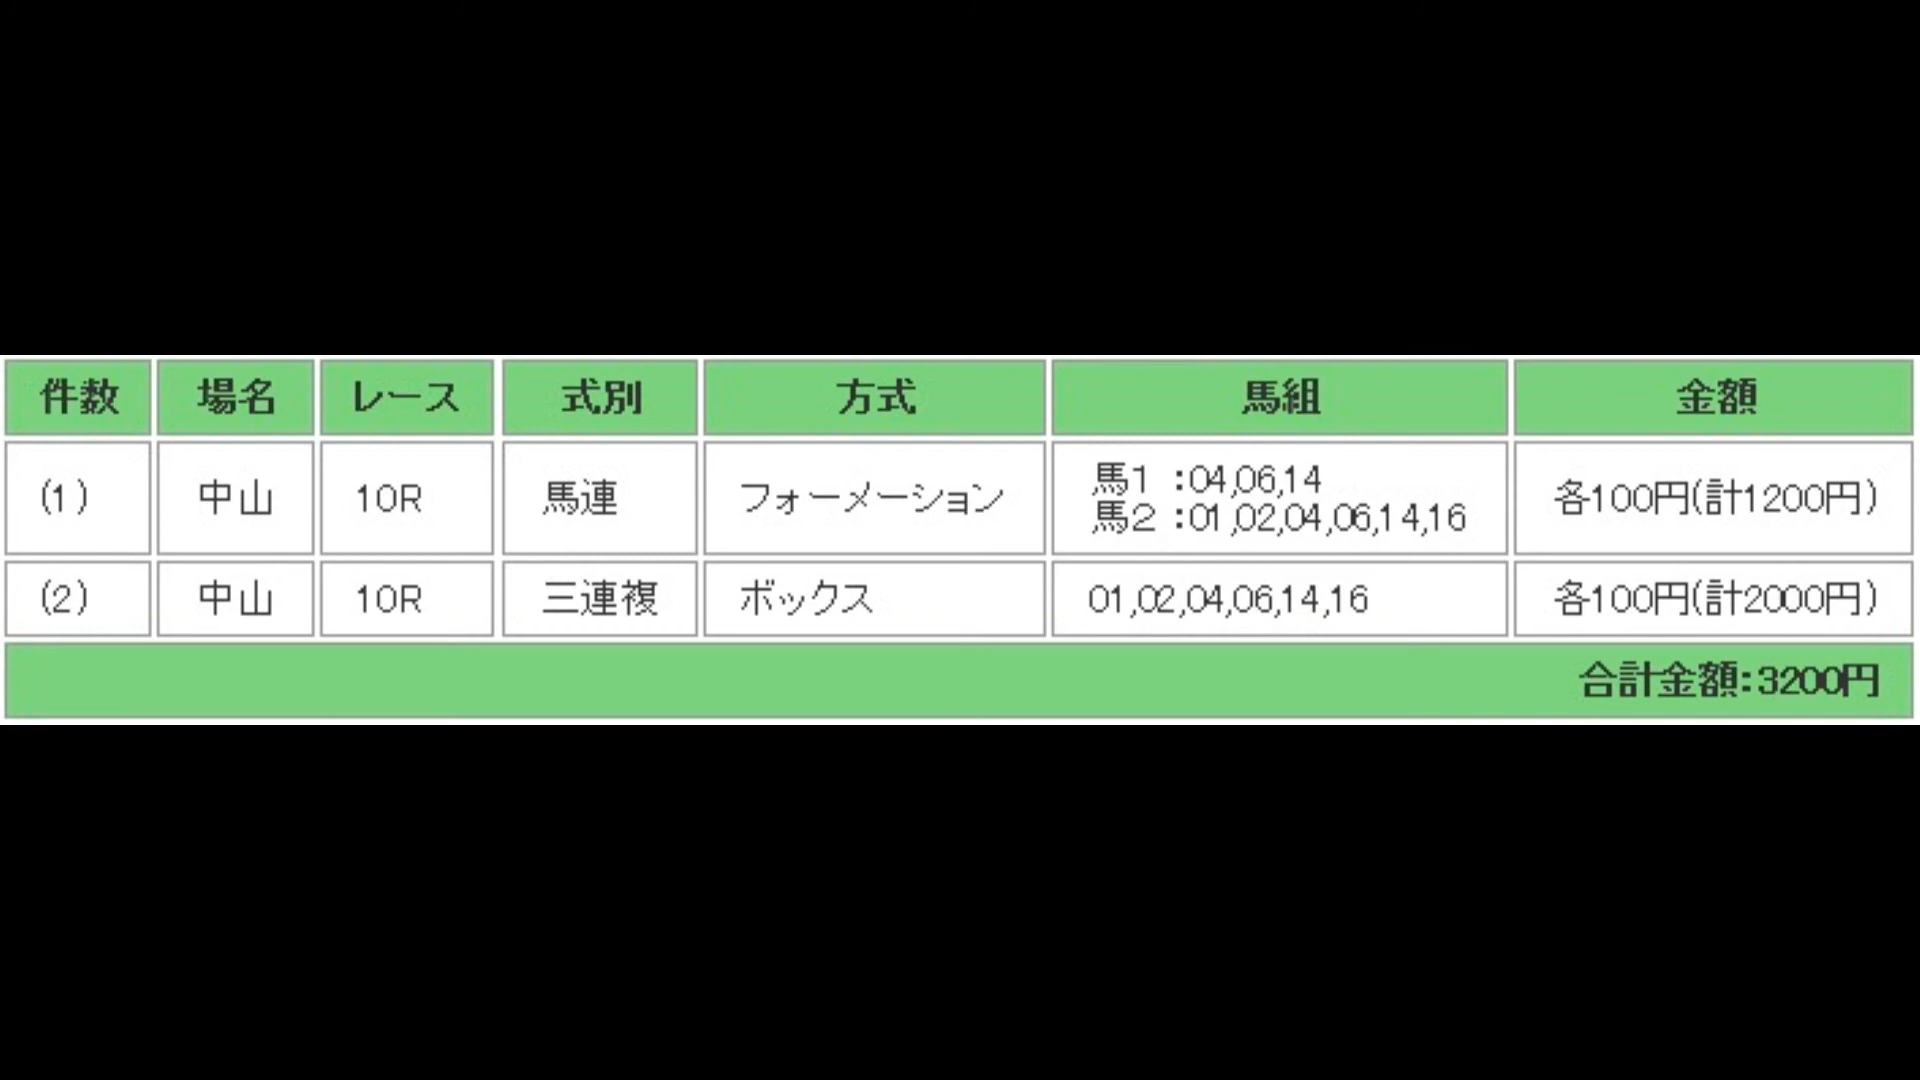 件数 場名 レース 式別 方式 馬組 金額
(1) 中山 10R 馬連 フォーメーション 馬1 :04,06,14 各100円(計1200円)
馬2 :01,02,04,06,14,16
(2) 中山 10R 三連複 ボックス 01,02,04,06,14,16 各100円(計2000円)
合計金額:3200円